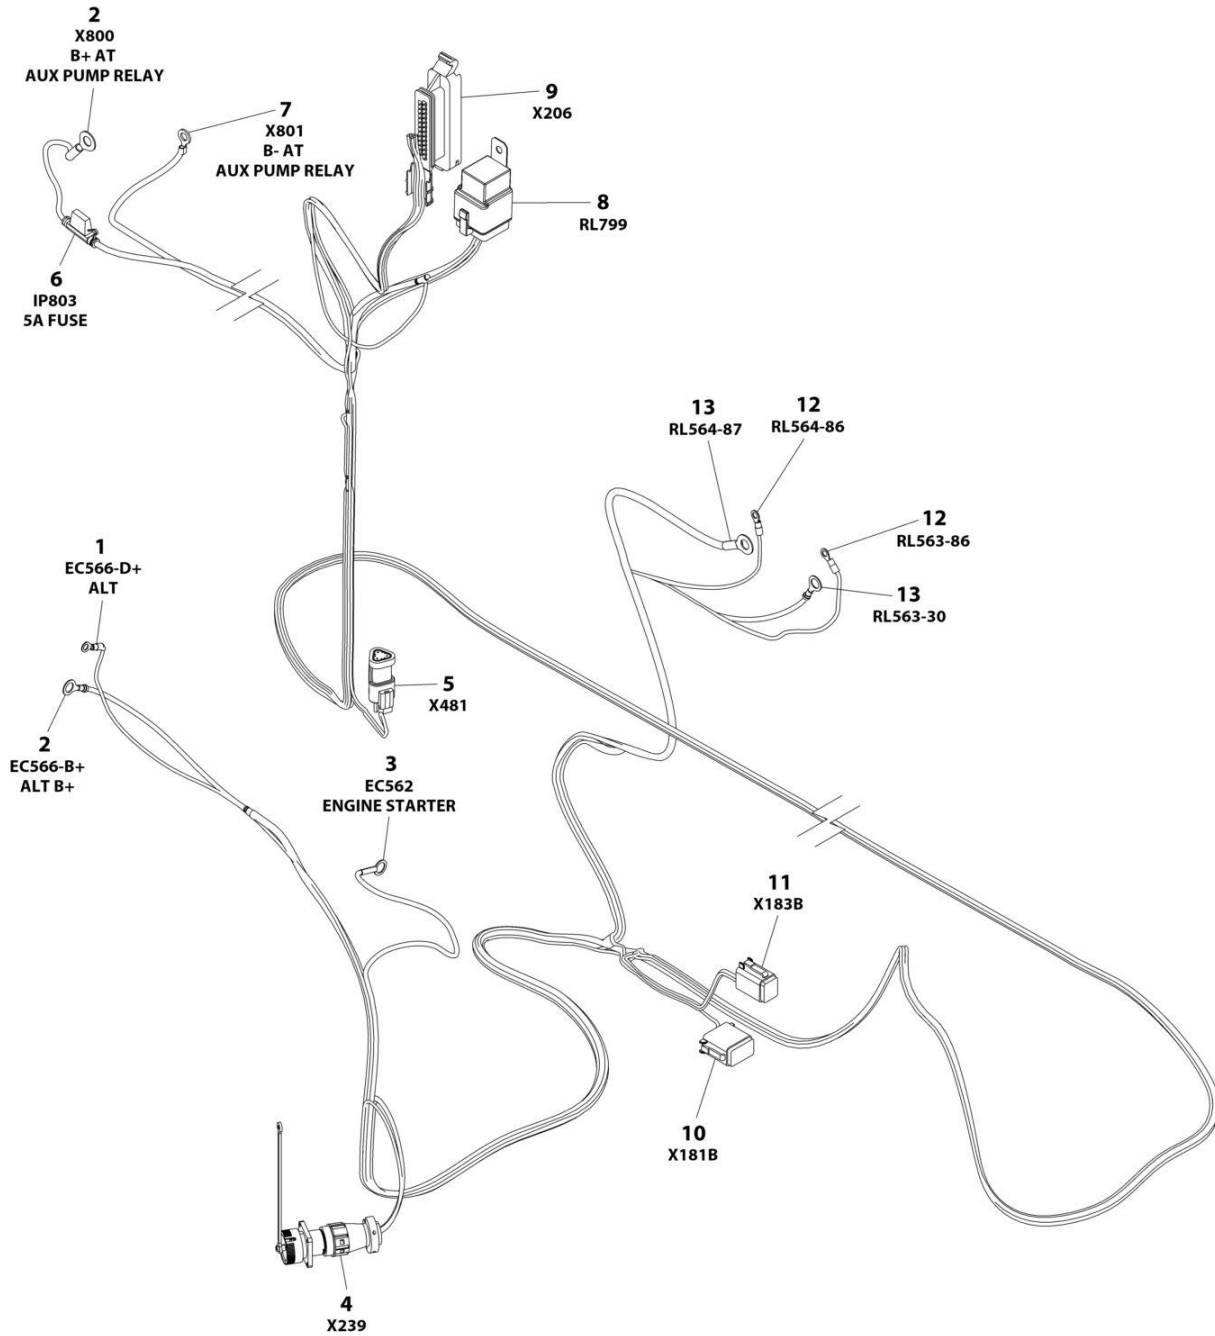 2
X800
B+ AT
AUX PUMP RELAY
7
X801
B- AT
AUX PUMP RELAY
9
X206
8
RL799
6
IP803
5A FUSE
13
RL564-87
12
RL564-86
12
RL563-86
13
RL563-30
1
EC566-D+
ALT
2
EC566-B+
ALT B+
5
X481
3
EC562
ENGINE STARTER
11
X183B
10
X181B
4
X239